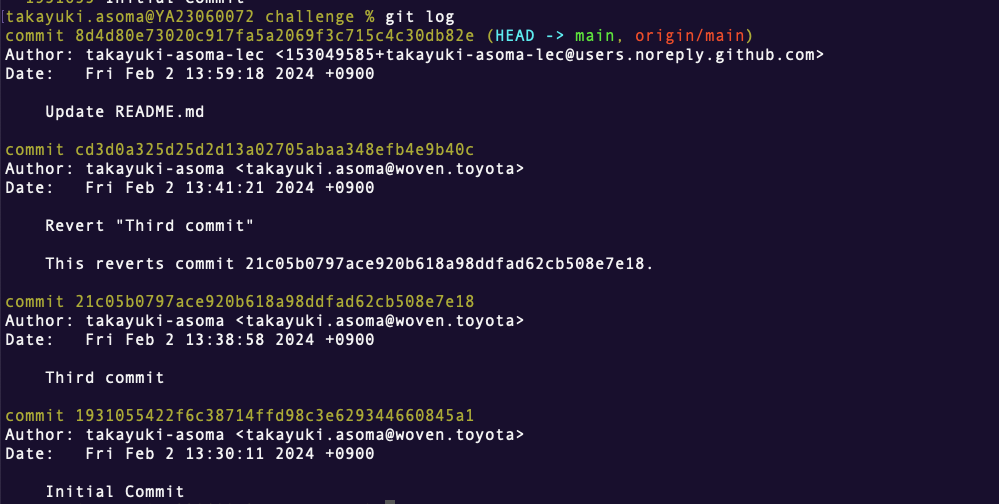 takayuki.asoma@YA23060072 challenge % git log
commit 8d4d80e73020c917fa5a2069f3c715c4c30db82e (HEAD -> main, origin/main)
Author: takayuki-asoma-lec <153049585+takayuki-asoma-lec@users.noreply.github.com>
Date:   Fri Feb 2 13:59:18 2024 +0900
Update README.md
commit cd3d0a325d25d2d13a02705abaa348efb4e9b40c
Author: takayuki-asoma <takayuki.asoma@woven.toyota>
Date:   Fri Feb 2 13:41:21 2024 +0900
Revert "Third commit"
This reverts commit 21c05b0797ace920b618a98ddfad62cb508e7e18.
commit 21c05b0797ace920b618a98ddfad62cb508e7e18
Author: takayuki-asoma <takayuki.asoma@woven.toyota>
Date:   Fri Feb 2 13:38:58 2024 +0900
Third commit
commit 1931055422f6c38714ffd98c3e629344660845a1
Author: takayuki-asoma <takayuki.asoma@woven.toyota>
Date:   Fri Feb 2 13:30:11 2024 +0900
Initial Commit